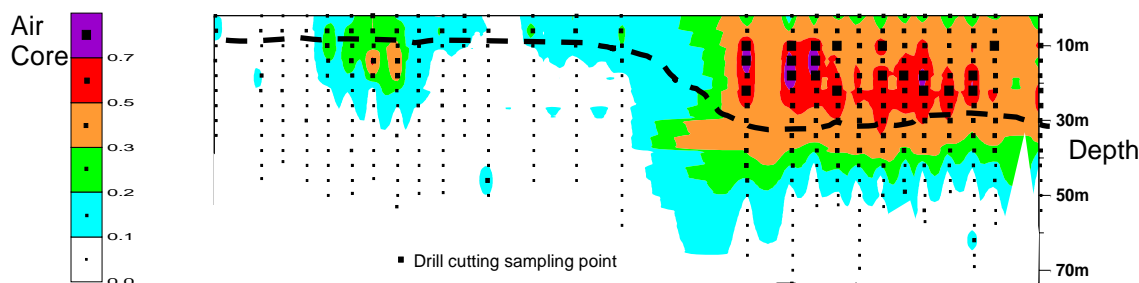 Air
Core
0.7
0.5
0.3
0.2
0.1
0.0
10m
30m
Depth
50m
70m
Drill cutting sampling point